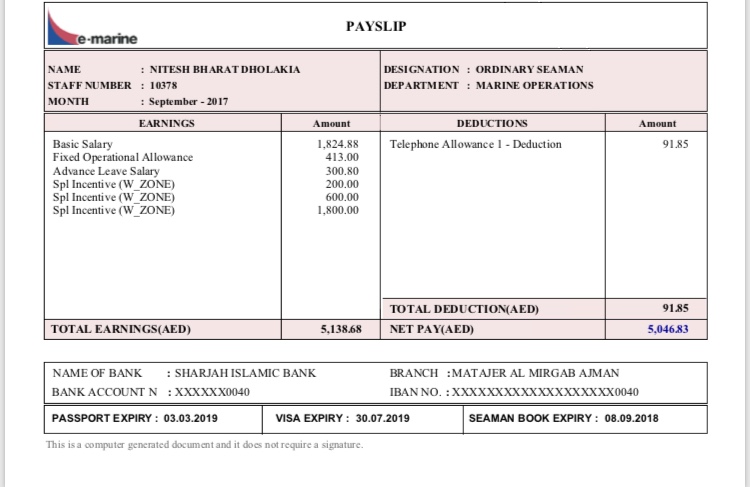 e-marine
PAYSLIP
NAME : NITESH BHARAT DHOLAKIA
STAFF NUMBER : 10378
MONTH : September - 2017
DESIGNATION : ORDINARY SEAMAN
DEPARTMENT : MARINE OPERATIONS
EARNINGS Amount DEDUCTIONS Amount
Basic Salary 1,824.88 Telephone Allowance 1 - Deduction 91.85
Fixed Operational Allowance 413.00
Advance Leave Salary 300.80
Spl Incentive (W_ZONE) 200.00
Spl Incentive (W_ZONE) 600.00
Spl Incentive (W_ZONE) 1,800.00
TOTAL DEDUCTION(AED) 91.85
TOTAL EARNINGS(AED) 5,138.68 NET PAY(AED) 5,046.83
NAME OF BANK : SHARJAH ISLAMIC BANK BRANCH :MATAJER AL MIRGAB AJMAN
BANK ACCOUNT N : XXXXXX0040 IBAN NO. : XXXXXXXXXXXXXXXXXXX0040
PASSPORT EXPIRY : 03.03.2019 VISA EXPIRY : 30.07.2019 SEAMAN BOOK EXPIRY : 08.09.2018
This is a computer generated document and it does not require a signature.